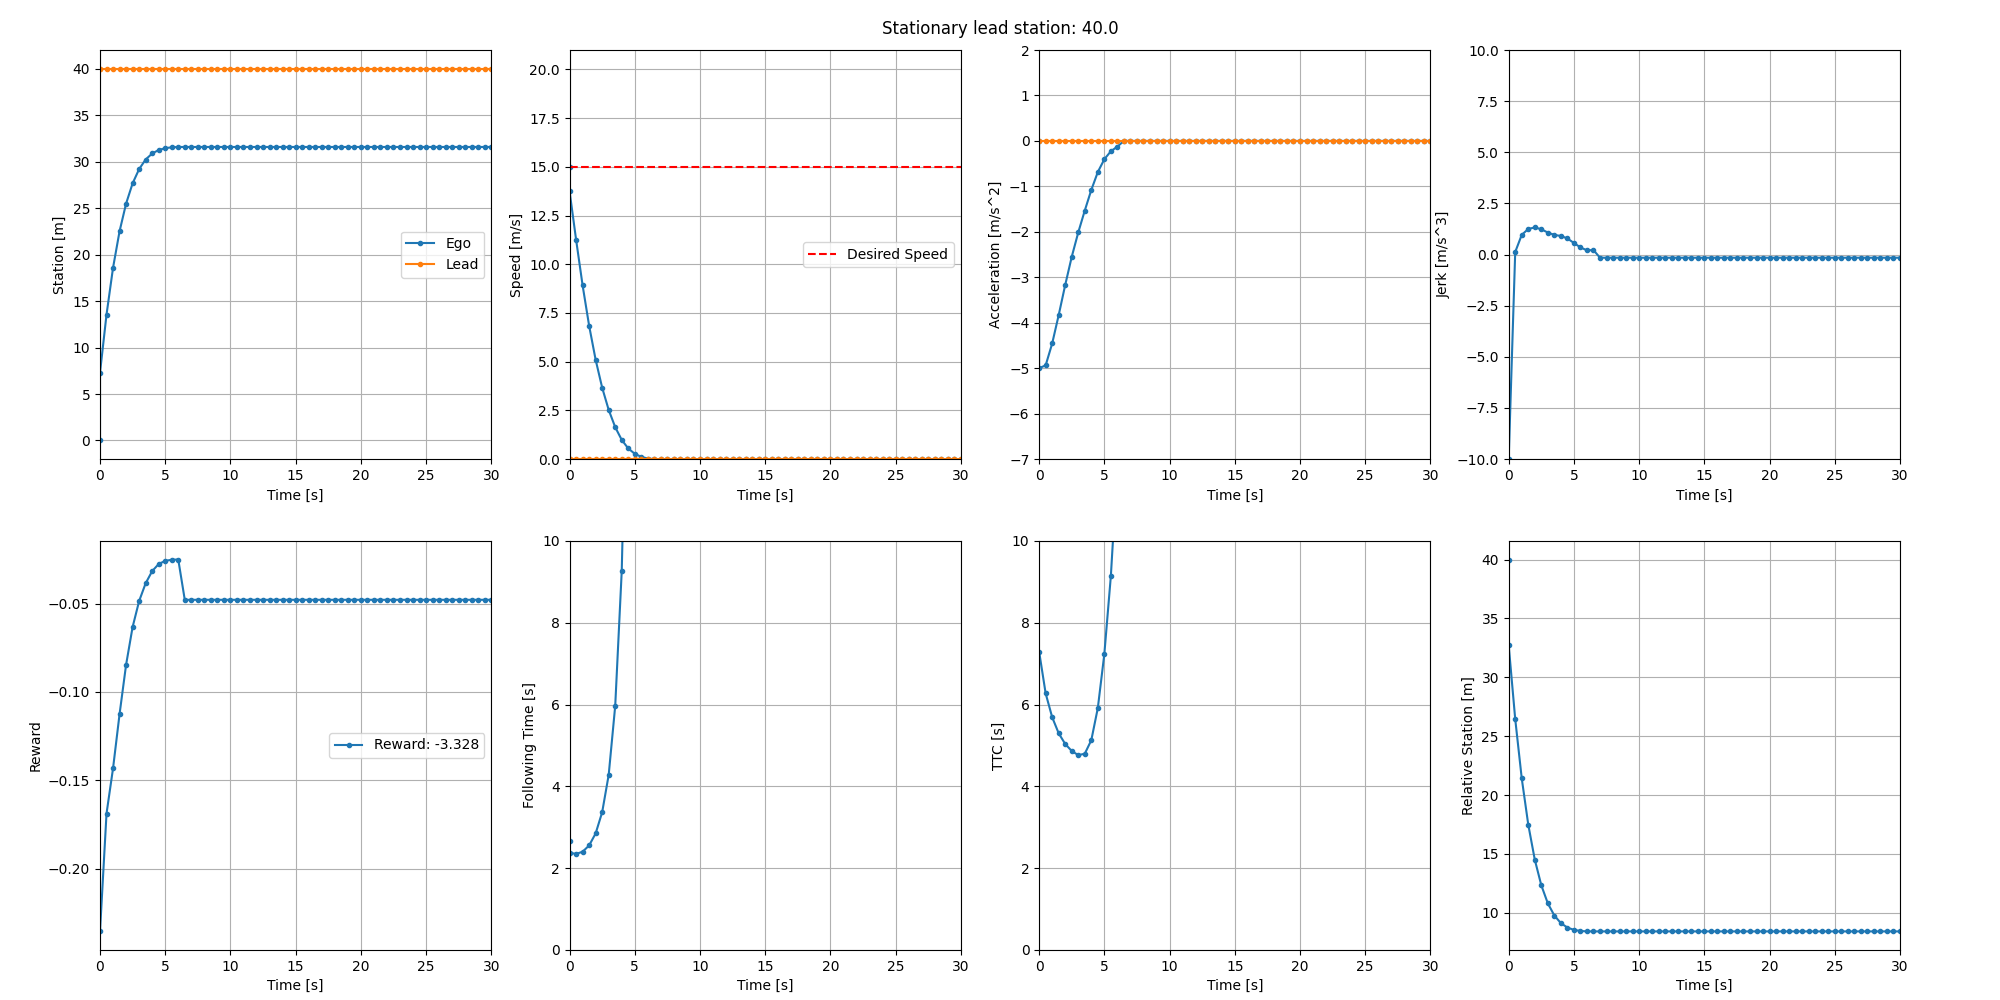 Stationary lead station: 40.0
40
35
30
25
20
15
10
5
0
Station [m]
Ego
Lead
0 5 10 15 20 25 30
Time [s]
20.0
17.5
15.0
12.5
10.0
7.5
5.0
2.5
0.0
Speed [m/s]
Desired Speed
0 5 10 15 20 25 30
Time [s]
2
1
0
−1
−2
−3
−4
−5
−6
−7
Acceleration [m/s^2]
0 5 10 15 20 25 30
Time [s]
10.0
7.5
5.0
2.5
0.0
−2.5
−5.0
−7.5
−10.0
Jerk [m/s^3]
0 5 10 15 20 25 30
Time [s]
−0.05
−0.10
−0.15
−0.20
Reward
Reward: -3.328
0 5 10 15 20 25 30
Time [s]
10
8
6
4
2
0
Following Time [s]
0 5 10 15 20 25 30
Time [s]
10
8
6
4
2
0
TTC [s]
0 5 10 15 20 25 30
Time [s]
40
35
30
25
20
15
10
Relative Station [m]
0 5 10 15 20 25 30
Time [s]